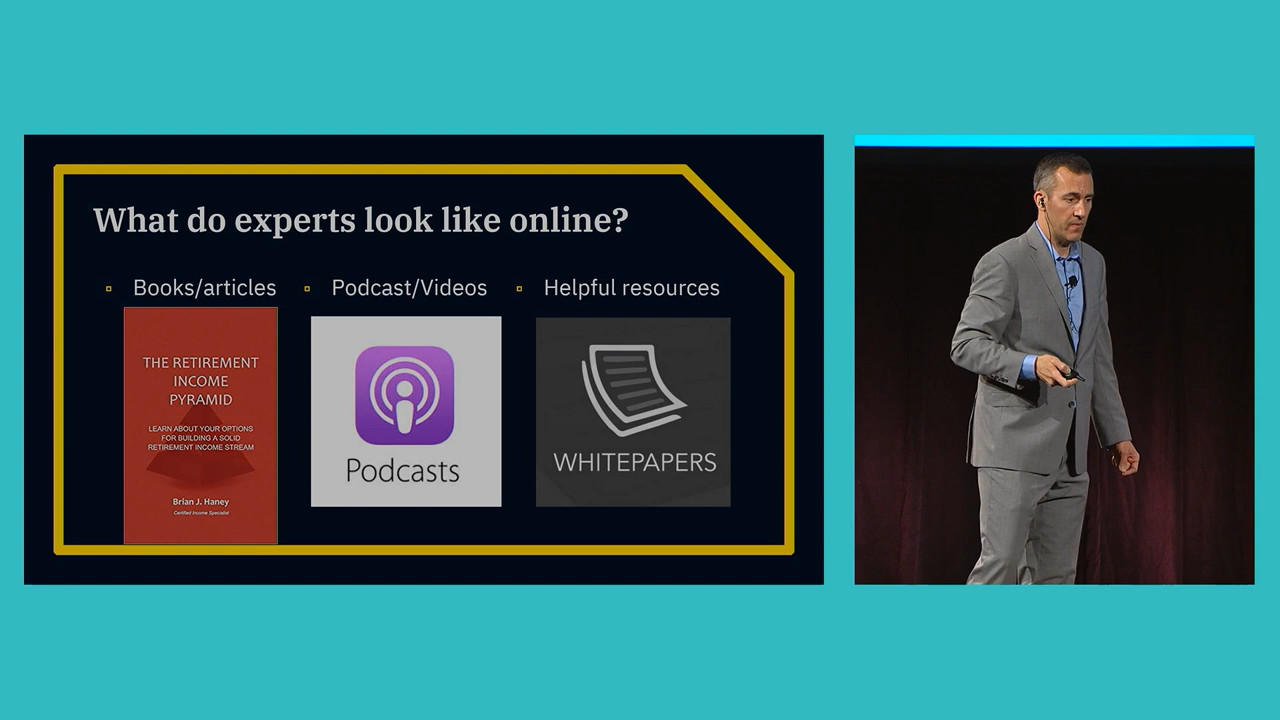 What do experts look like online?
Books/articles
Podcast/Videos
Helpful resources
THE RETIREMENT
INCOME
PYRAMID
LEARN ABOUT YOUR OPTIONS
FOR BUILDING A SOLID
RETIREMENT INCOME STREAM
Brian J. Haney
Certified Income Specialist
Podcasts
WHITEPAPERS